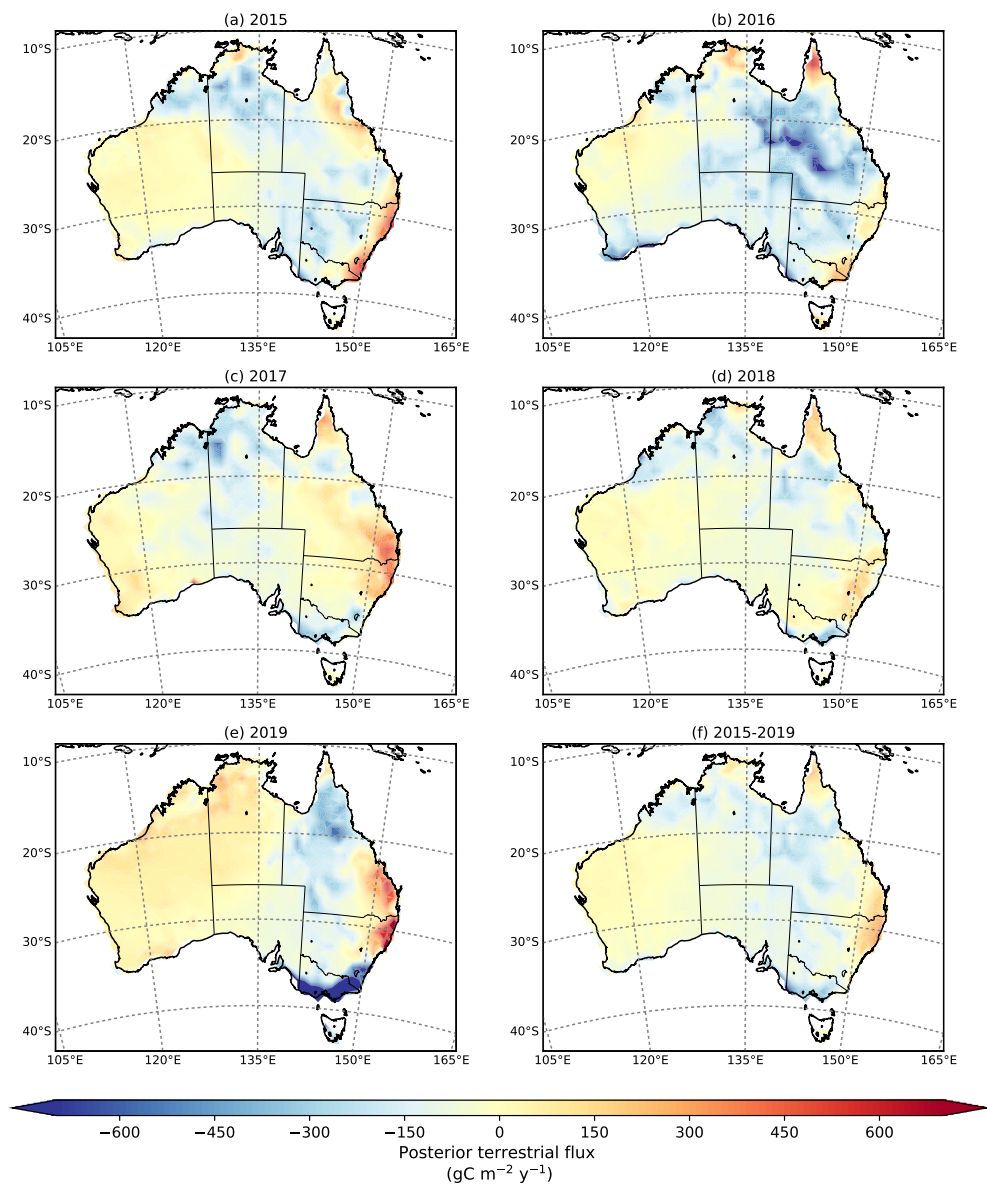 (a) 2015 (b) 2016
10°S 10°S
20°S 20°S
30°S 30°S
40°S 40°S
105°E 120°E 135°E 150°E 165°E 105°E 120°E 135°E 150°E 165°E
(c) 2017 (d) 2018
10°S 10°S
20°S 20°S
30°S 30°S
40°S 40°S
105°E 120°E 135°E 150°E 165°E 105°E 120°E 135°E 150°E 165°E
(e) 2019 (f) 2015-2019
10°S 10°S
20°S 20°S
30°S 30°S
40°S 40°S
105°E 120°E 135°E 150°E 165°E 105°E 120°E 135°E 150°E 165°E
−600 −450 −300 −150 0 150 300 450 600
Posterior terrestrial flux
(gC m⁻² y⁻¹)